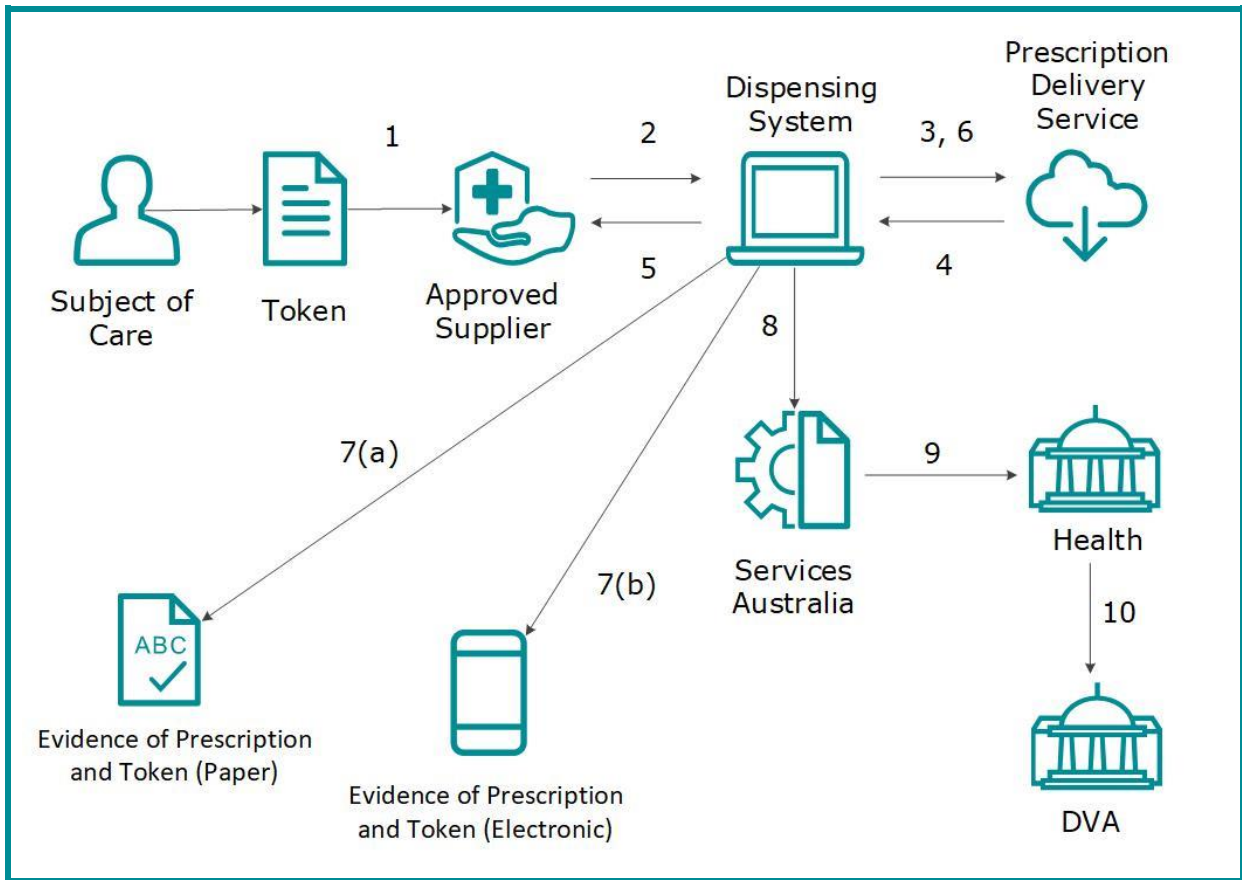 Prescription
Delivery
Service
Dispensing
System
1
2
3, 6
5
4
Subject of
Care
Token
Approved
Supplier
8
7(a)
9
7(b)
Services
Australia
Health
10
ABC
Evidence of Prescription
and Token (Paper)
Evidence of Prescription
and Token (Electronic)
DVA